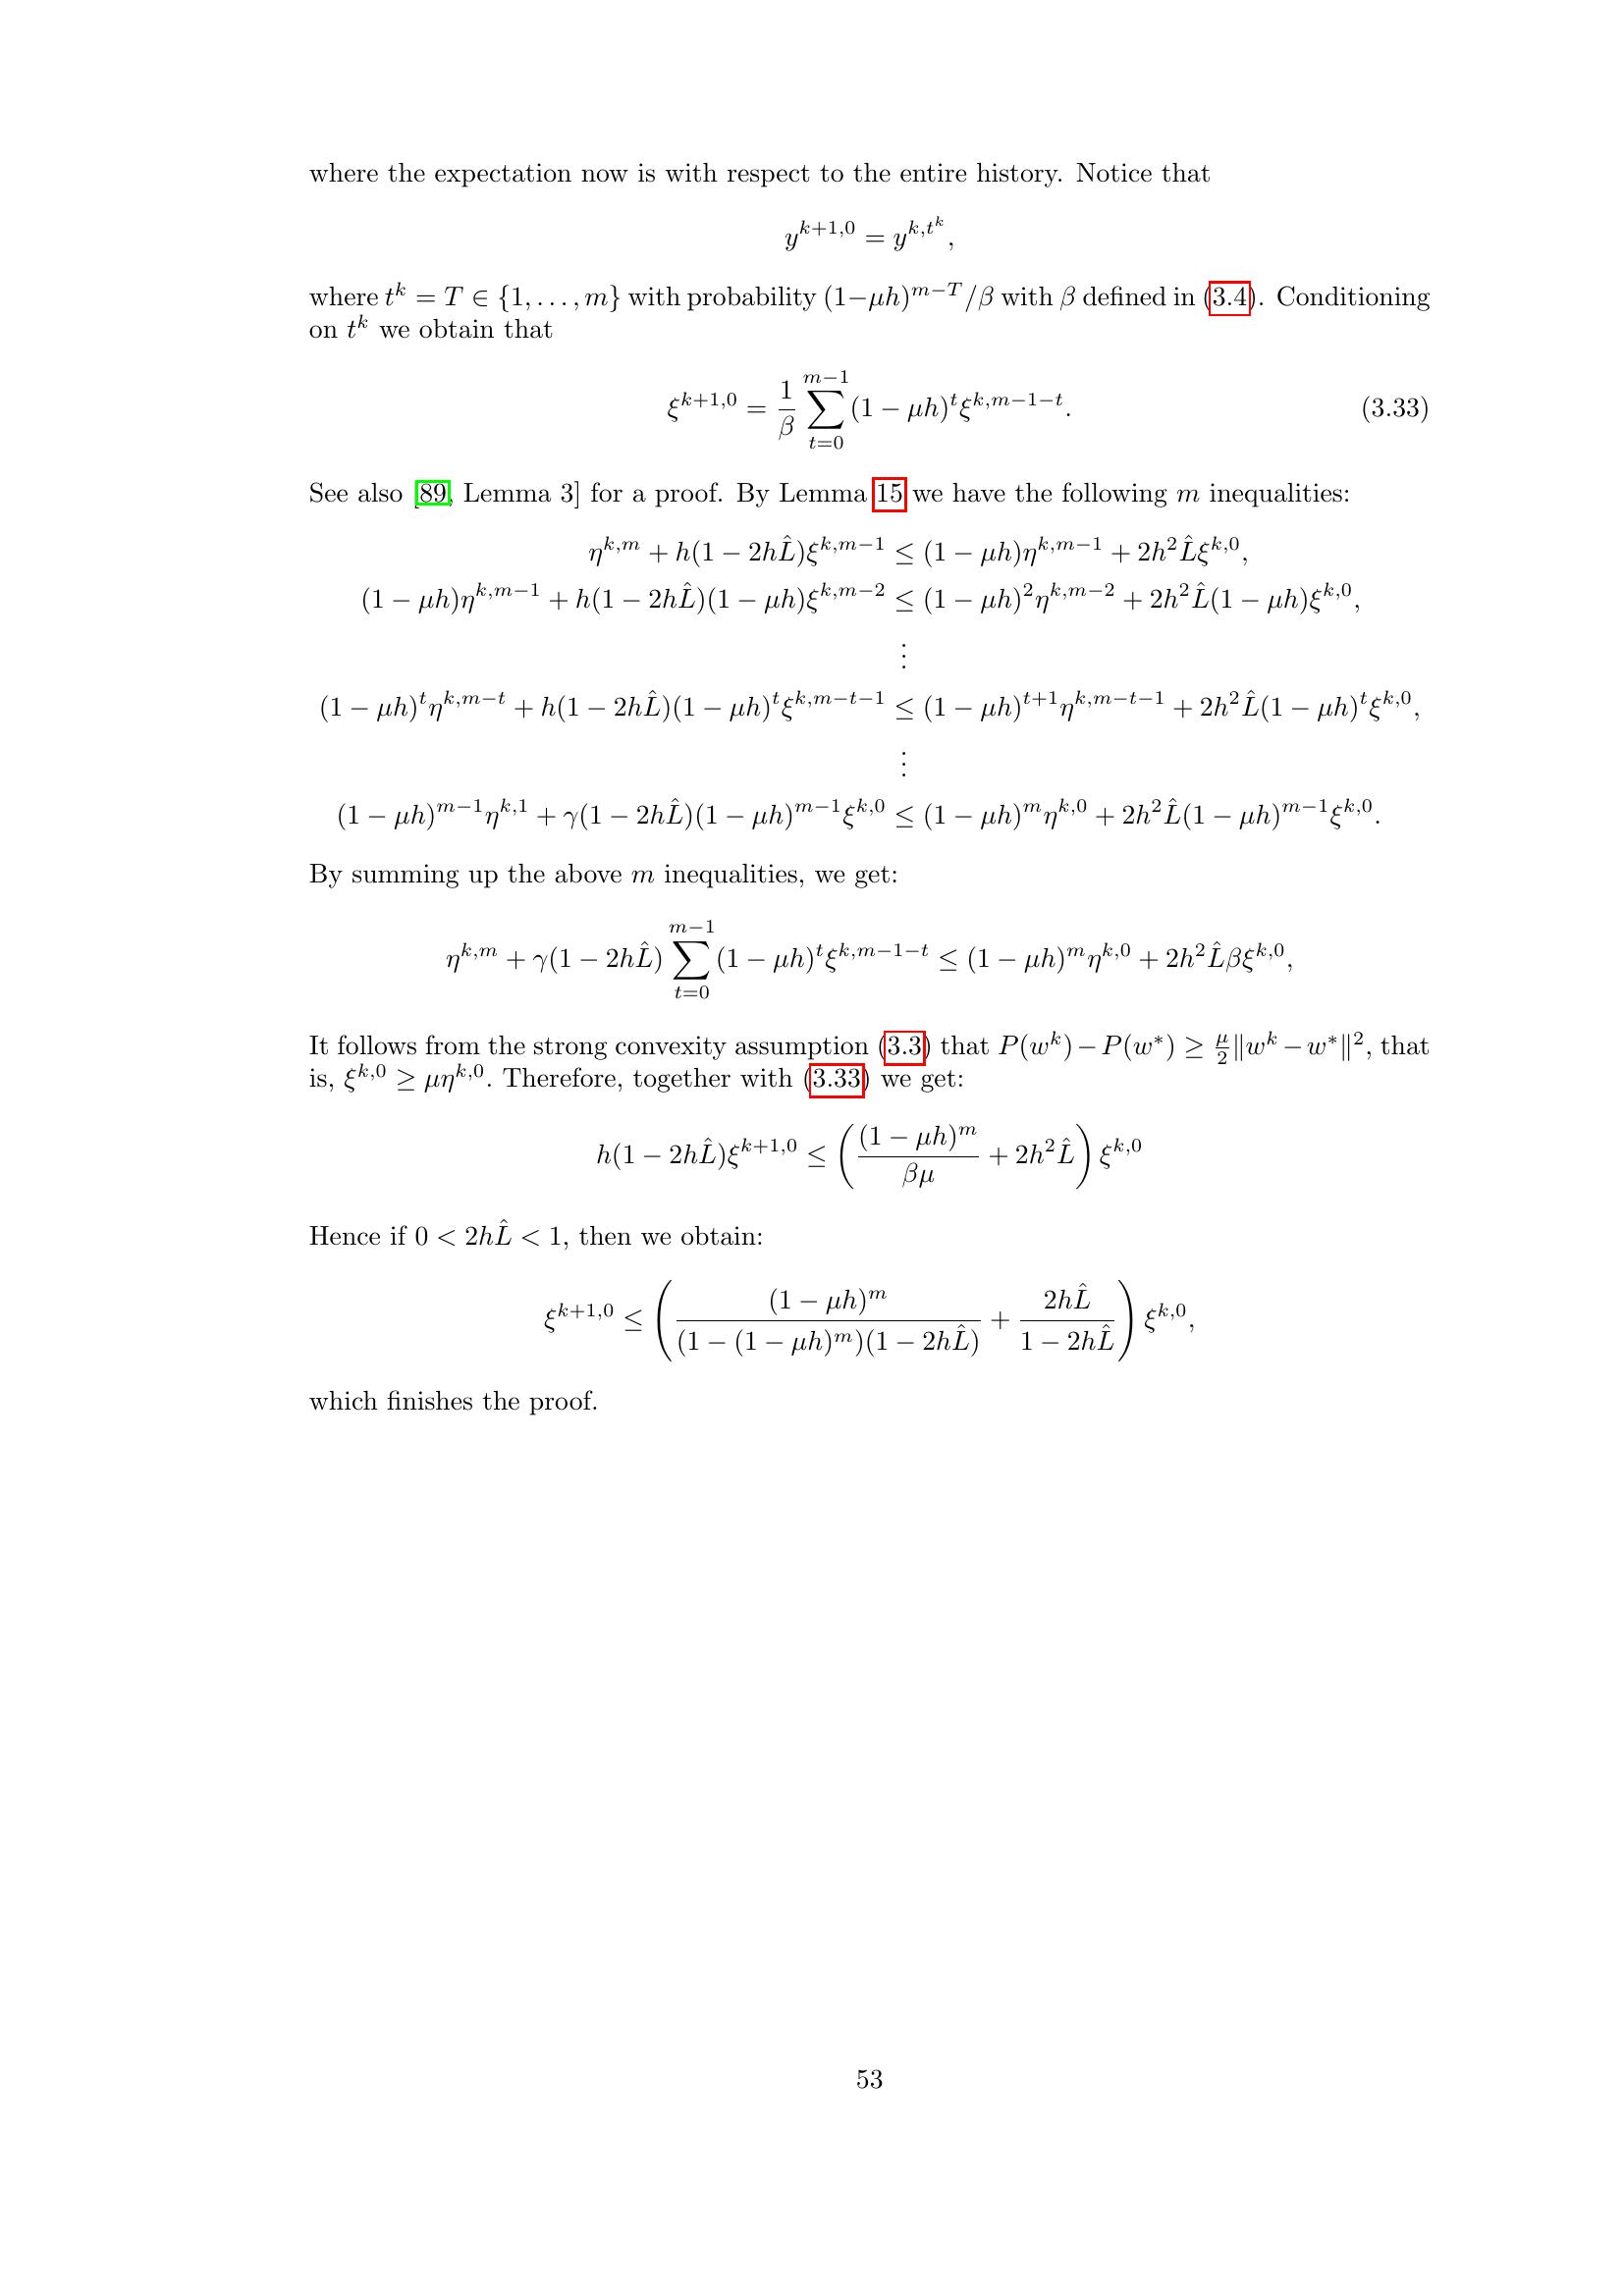 where the expectation now is with respect to the entire history. Notice that
$y^{k+1,0} = y^{k,t^k},$
where $t^k = T \in \{1, \ldots, m\}$ with probability $(1-\mu h)^{m-T}/\beta$ with $\beta$ defined in (3.4). Conditioning
on $t^k$ we obtain that
$\xi^{k+1,0} = \frac{1}{\beta} \sum_{t=0}^{m-1} (1-\mu h)^t \xi^{k,m-1-t}.$ (3.33)
See also [89, Lemma 3] for a proof. By Lemma 15 we have the following $m$ inequalities:
$\eta^{k,m} + h(1-2h\hat{L})\xi^{k,m-1} \leq (1-\mu h)\eta^{k,m-1} + 2h^2\hat{L}\xi^{k,0},$
$(1-\mu h)\eta^{k,m-1} + h(1-2h\hat{L})(1-\mu h)\xi^{k,m-2} \leq (1-\mu h)^2\eta^{k,m-2} + 2h^2\hat{L}(1-\mu h)\xi^{k,0},$
$\vdots$
$(1-\mu h)^t\eta^{k,m-t} + h(1-2h\hat{L})(1-\mu h)^t\xi^{k,m-t-1} \leq (1-\mu h)^{t+1}\eta^{k,m-t-1} + 2h^2\hat{L}(1-\mu h)^t\xi^{k,0},$
$\vdots$
$(1-\mu h)^{m-1}\eta^{k,1} + \gamma(1-2h\hat{L})(1-\mu h)^{m-1}\xi^{k,0} \leq (1-\mu h)^m\eta^{k,0} + 2h^2\hat{L}(1-\mu h)^{m-1}\xi^{k,0}.$
By summing up the above $m$ inequalities, we get:
$\eta^{k,m} + \gamma(1-2h\hat{L}) \sum_{t=0}^{m-1} (1-\mu h)^t \xi^{k,m-1-t} \leq (1-\mu h)^m\eta^{k,0} + 2h^2\hat{L}\beta\xi^{k,0},$
It follows from the strong convexity assumption (3.3) that $P(w^k) - P(w^*) \geq \frac{\mu}{2}\|w^k - w^*\|^2$, that
is, $\xi^{k,0} \geq \mu\eta^{k,0}$. Therefore, together with (3.33) we get:
$h(1-2h\hat{L})\xi^{k+1,0} \leq \left(\frac{(1-\mu h)^m}{\beta\mu} + 2h^2\hat{L}\right)\xi^{k,0}$
Hence if $0 < 2h\hat{L} < 1$, then we obtain:
$\xi^{k+1,0} \leq \left(\frac{(1-\mu h)^m}{(1-(1-\mu h)^m)(1-2h\hat{L})} + \frac{2h\hat{L}}{1-2h\hat{L}}\right)\xi^{k,0},$
which finishes the proof.
53